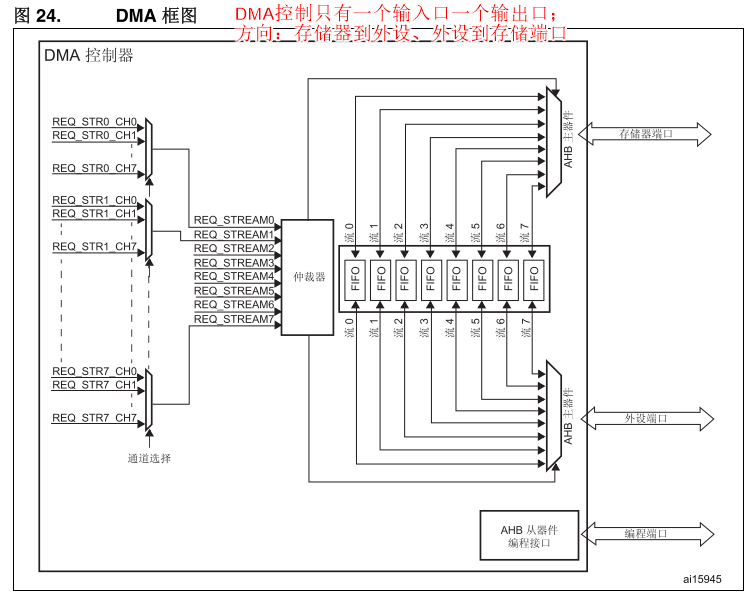 图 24.
DMA 框图
DMA控制只有一个输入口一个输出口；
方向：存储器到外设、外设到存储端口
DMA 控制器
REQ_STR0_CH0
REQ_STR0_CH1
REQ_STR0_CH7
REQ_STR1_CH0
REQ_STR1_CH1
REQ_STR1_CH7
REQ_STR7_CH0
REQ_STR7_CH1
REQ_STR7_CH7
通道选择
REQ_STREAM0
REQ_STREAM1
REQ_STREAM2
REQ_STREAM3
REQ_STREAM4
REQ_STREAM5
REQ_STREAM6
REQ_STREAM7
仲裁器
流 0
流 1
流 2
流 3
流 4
流 5
流 6
流 7
FIFO
FIFO
FIFO
FIFO
FIFO
FIFO
FIFO
FIFO
流 0
流 1
流 2
流 3
流 4
流 5
流 6
流 7
AHB 主器件
存储器端口
AHB 主器件
外设端口
AHB 从器件
编程接口
编程端口
ai15945